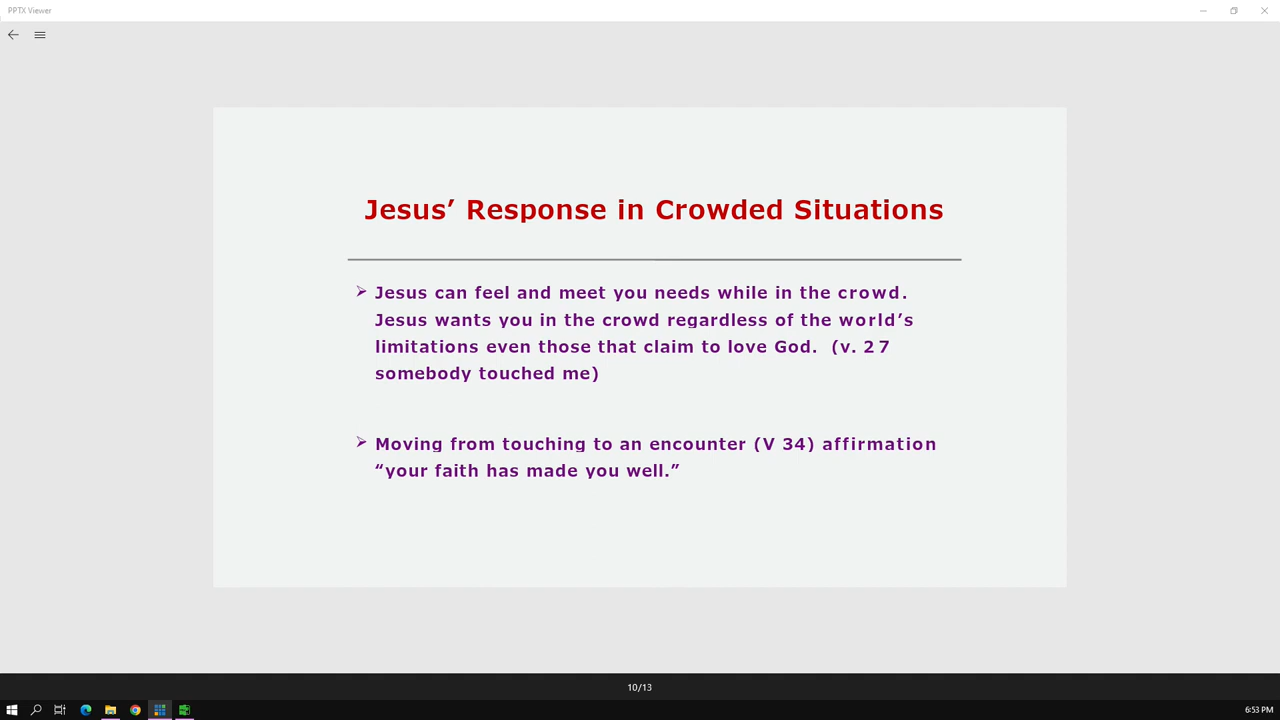 PPTX Viewer
Jesus’ Response in Crowded Situations
Jesus can feel and meet you needs while in the crowd.
Jesus wants you in the crowd regardless of the world’s
limitations even those that claim to love God. (v. 27
somebody touched me)
Moving from touching to an encounter (V 34) affirmation
“your faith has made you well.”
10/13
6:53 PM